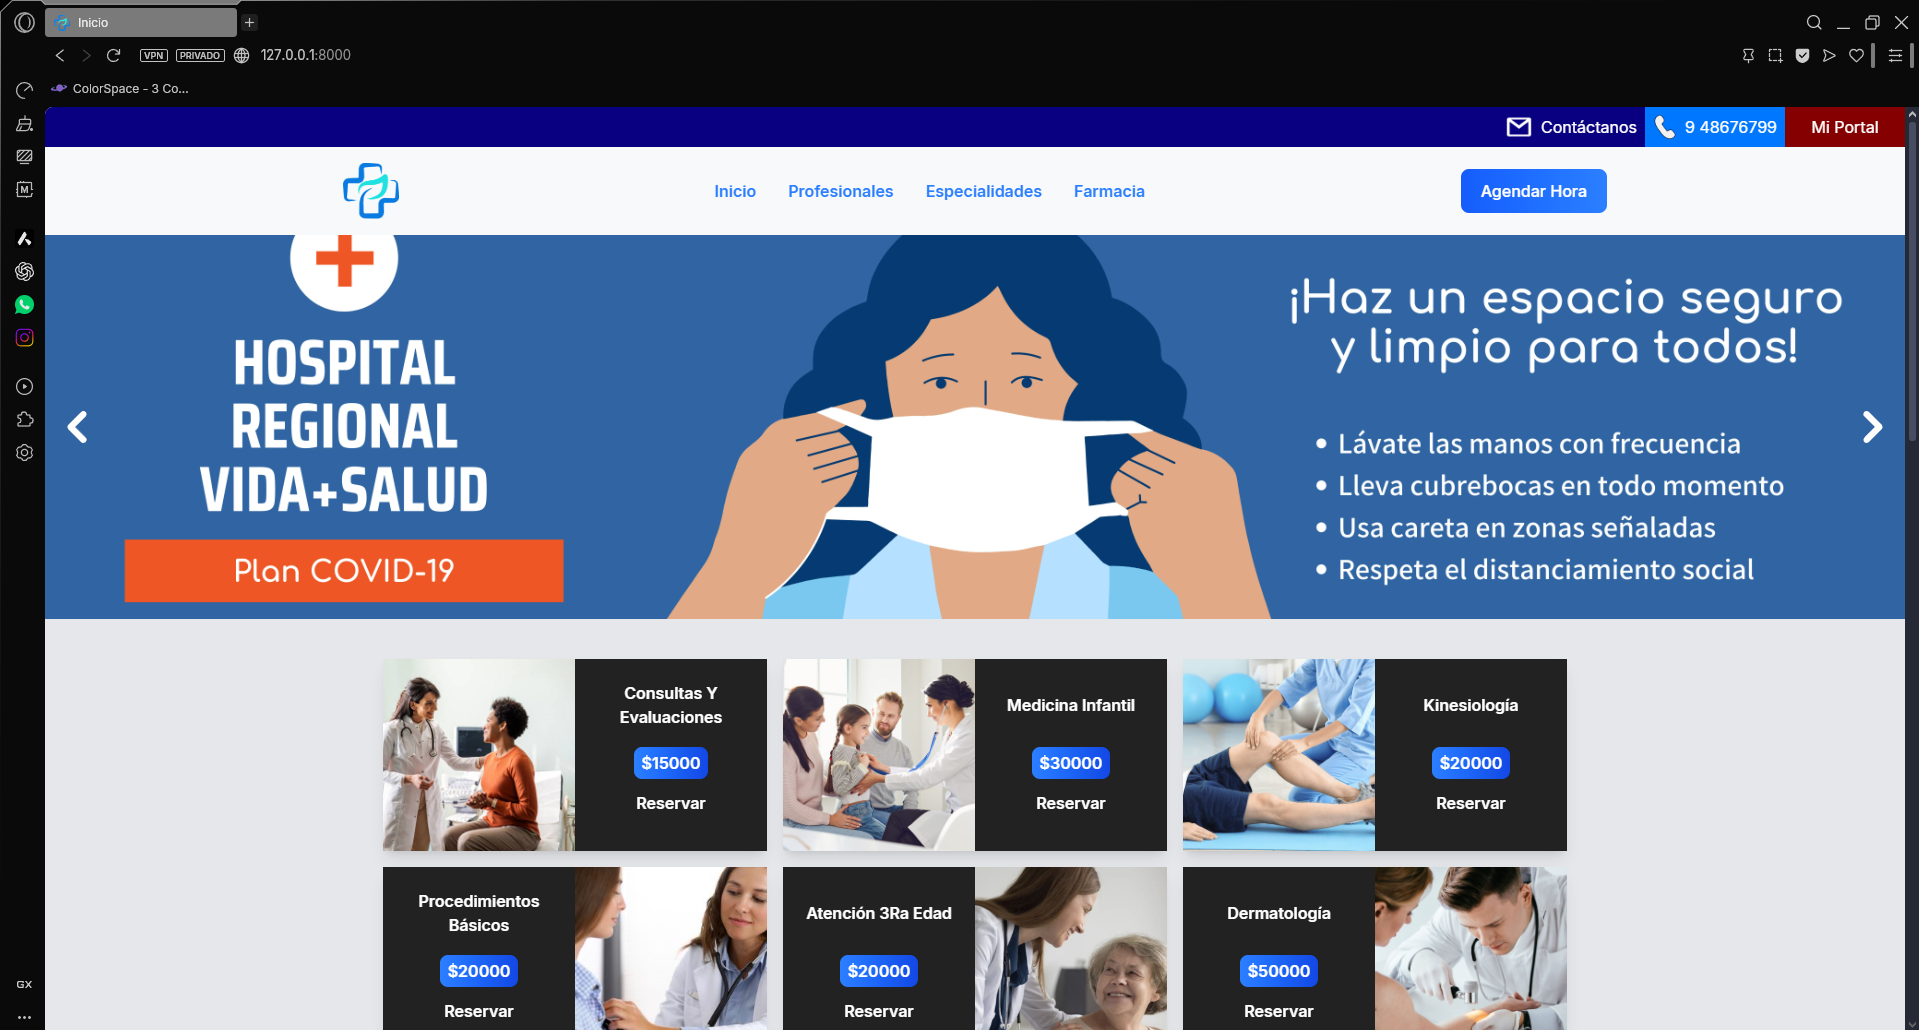 Inicio
VPN PRIVADO 127.0.0.1:8000
ColorSpace - 3 Co...
Contáctanos 9 48676799 Mi Portal
Inicio Profesionales Especialidades Farmacia Agendar Hora
HOSPITAL
REGIONAL
VIDA+SALUD
Plan COVID-19
¡Haz un espacio seguro
y limpio para todos!
• Lávate las manos con frecuencia
• Lleva cubrebocas en todo momento
• Usa careta en zonas señaladas
• Respeta el distanciamiento social
Consultas Y
Evaluaciones
$15000
Reservar
Medicina Infantil
$30000
Reservar
Kinesiología
$20000
Reservar
Procedimientos
Básicos
$20000
Reservar
Atención 3Ra Edad
$20000
Reservar
Dermatología
$50000
Reservar
GX